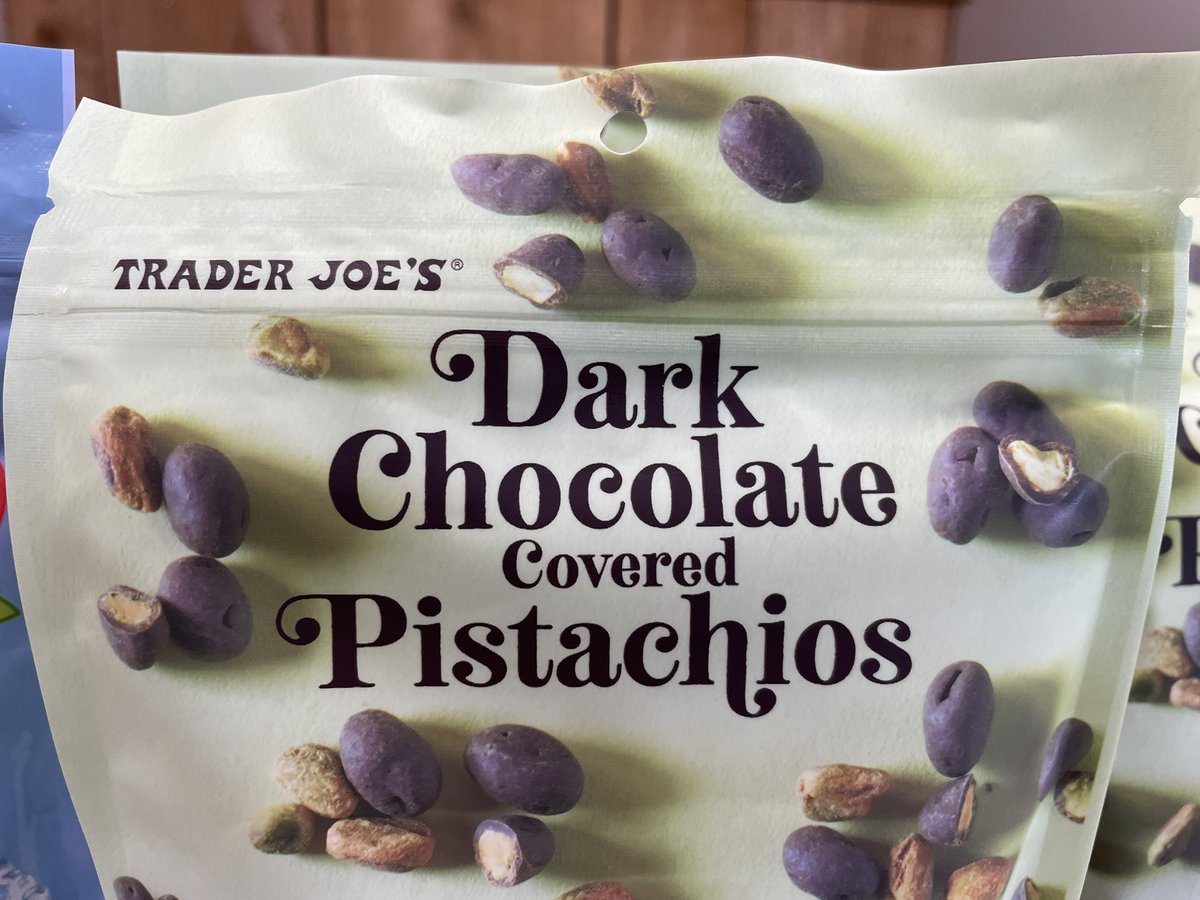 TRADER JOE'S®
Dark
Chocolate
Covered
Pistachios